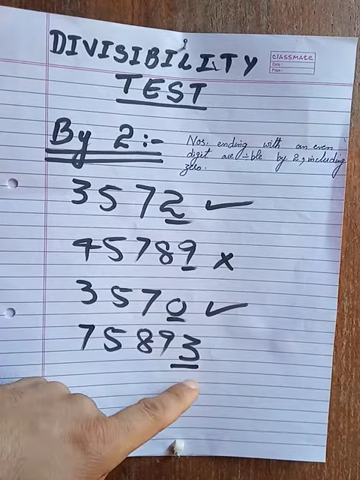 DIVISIBILITY
TEST
CLASSMATE
Date :
Page :
By 2 :-
Nos. ending with an even
digit are ÷ble by 2, including
zero.
3572 ✓
45789 x
3570 ✓
75893